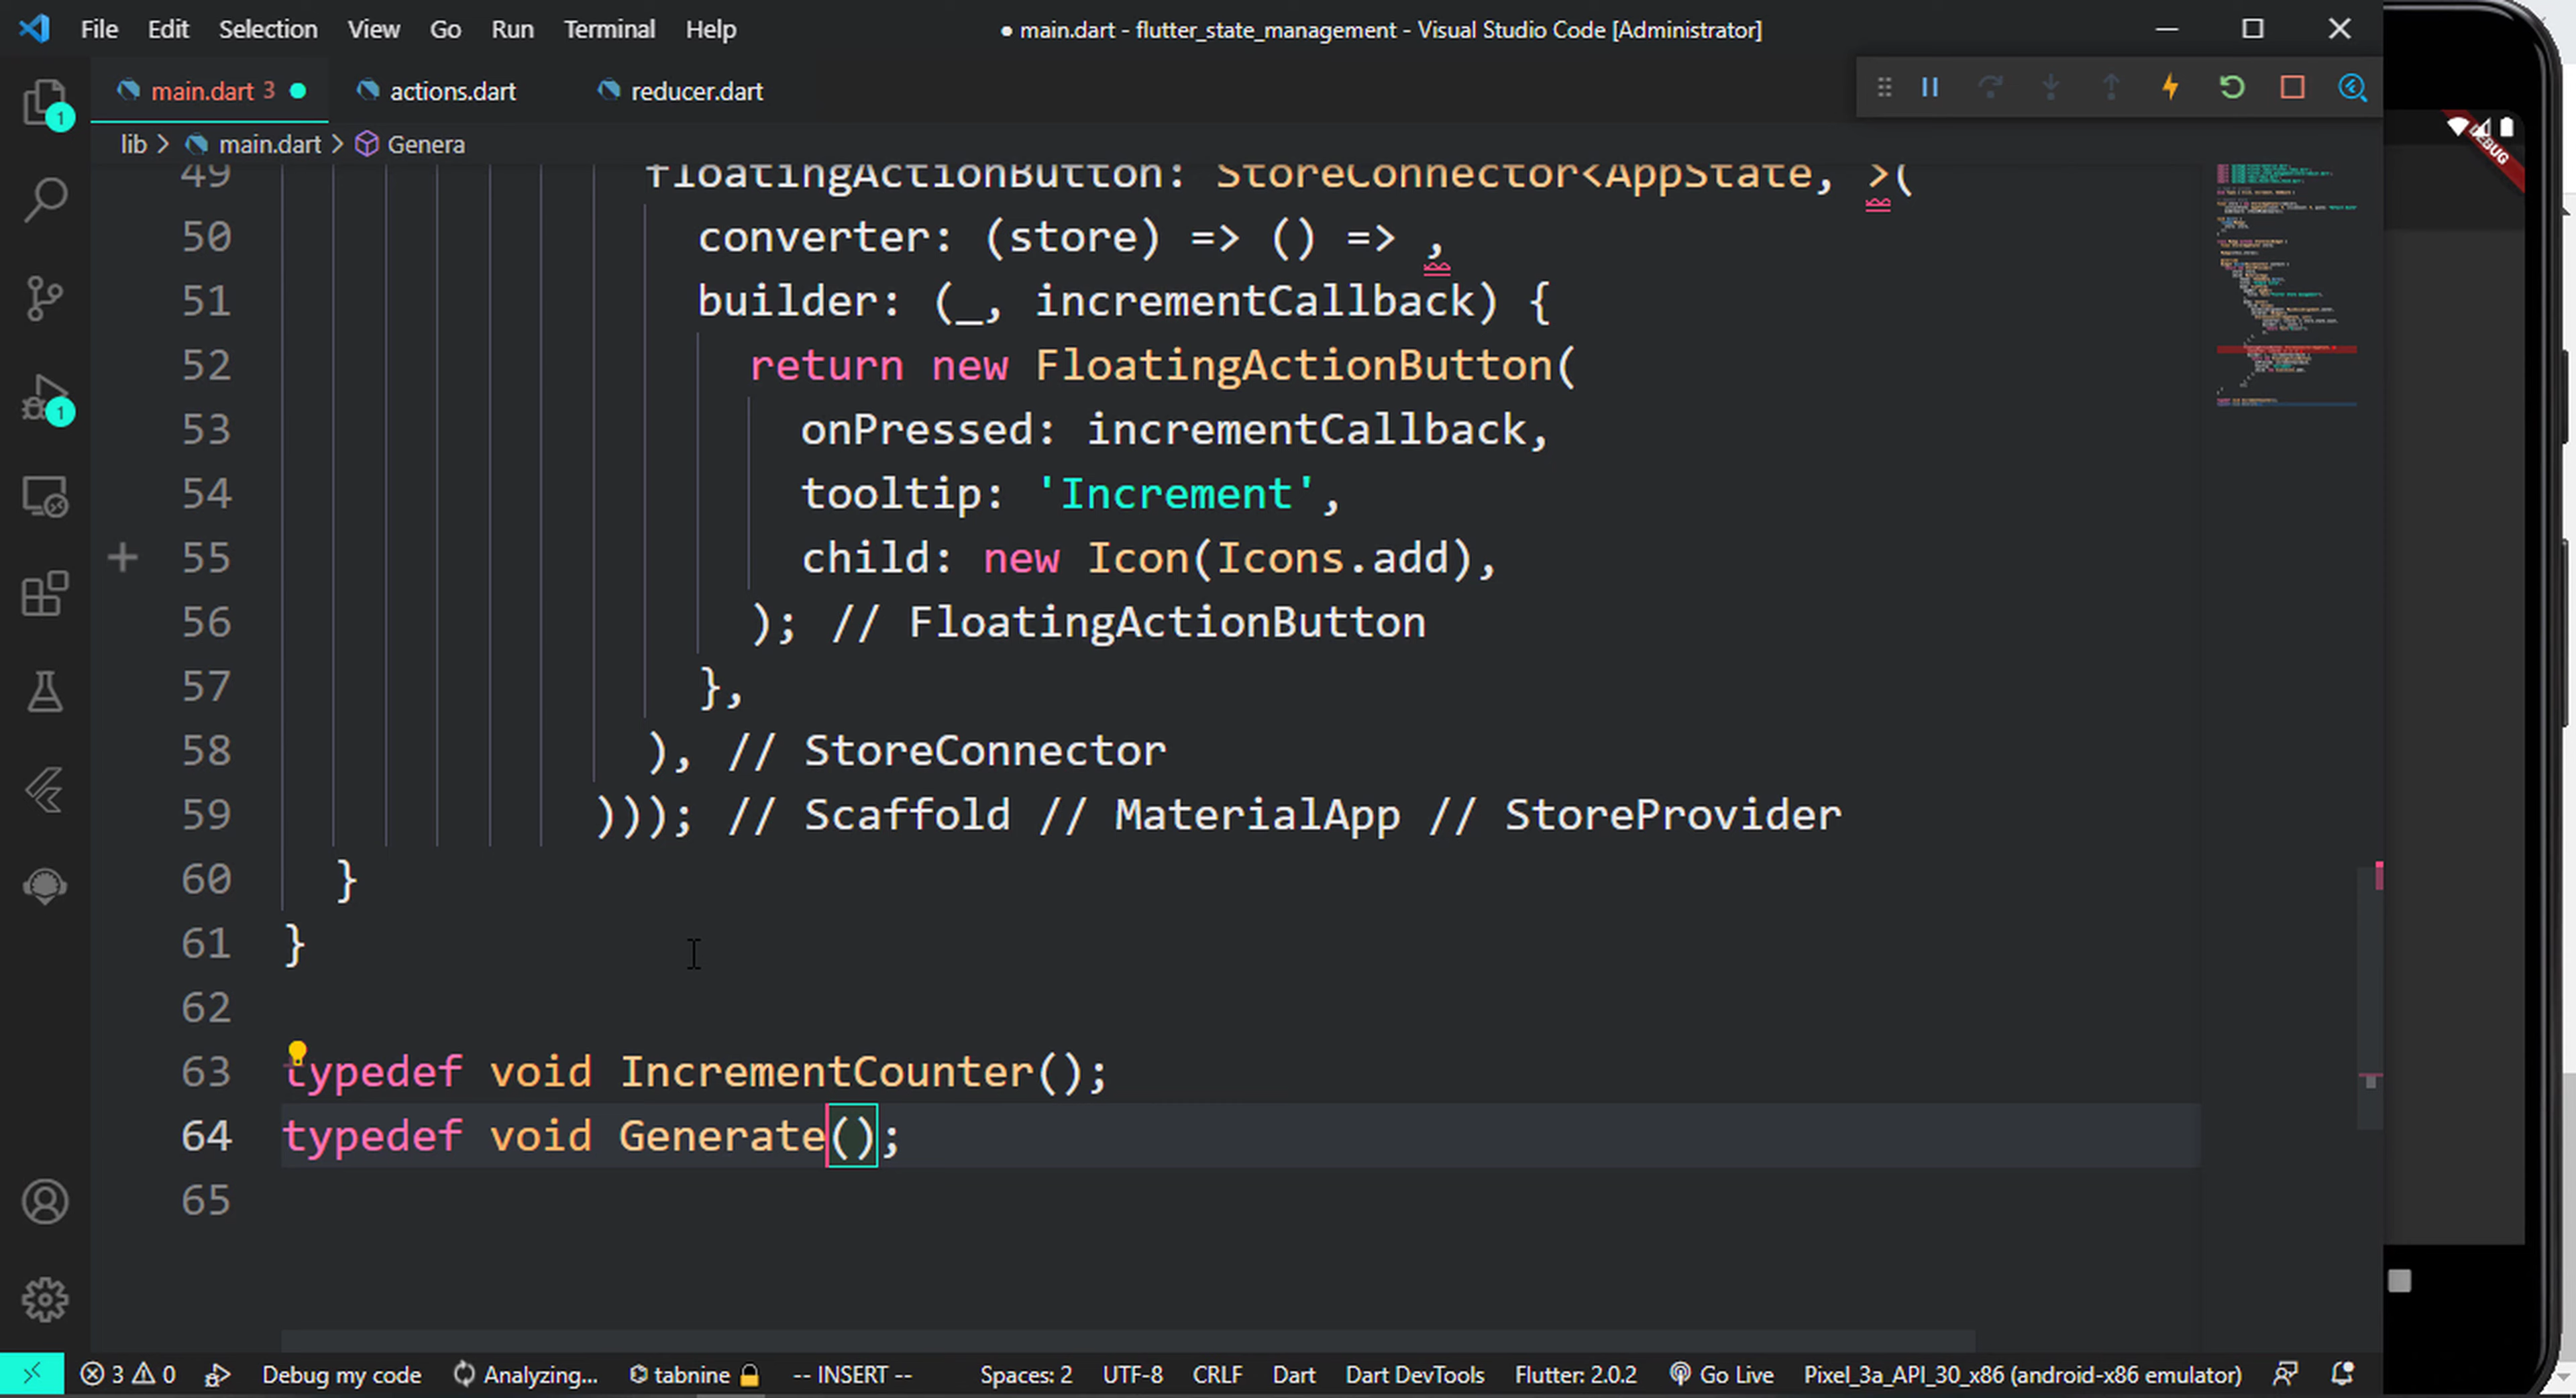 File Edit Selection View Go Run Terminal Help ● main.dart - flutter_state_management - Visual Studio Code [Administrator]
main.dart 3 actions.dart reducer.dart
lib > main.dart > Genera
49 floatingActionButton: StoreConnector<AppState, >(
50 converter: (store) => () => ,
51 builder: (_, incrementCallback) {
52 return new FloatingActionButton(
53 onPressed: incrementCallback,
54 tooltip: 'Increment',
55 child: new Icon(Icons.add),
56 ); // FloatingActionButton
57 },
58 ), // StoreConnector
59 ))); // Scaffold // MaterialApp // StoreProvider
60 }
61 }
62
63 typedef void IncrementCounter();
64 typedef void Generate();
65
1
1
DEBUG
3 0 Debug my code Analyzing... tabnine -- INSERT -- Spaces: 2 UTF-8 CRLF Dart Dart DevTools Flutter: 2.0.2 Go Live Pixel_3a_API_30_x86 (android-x86 emulator)